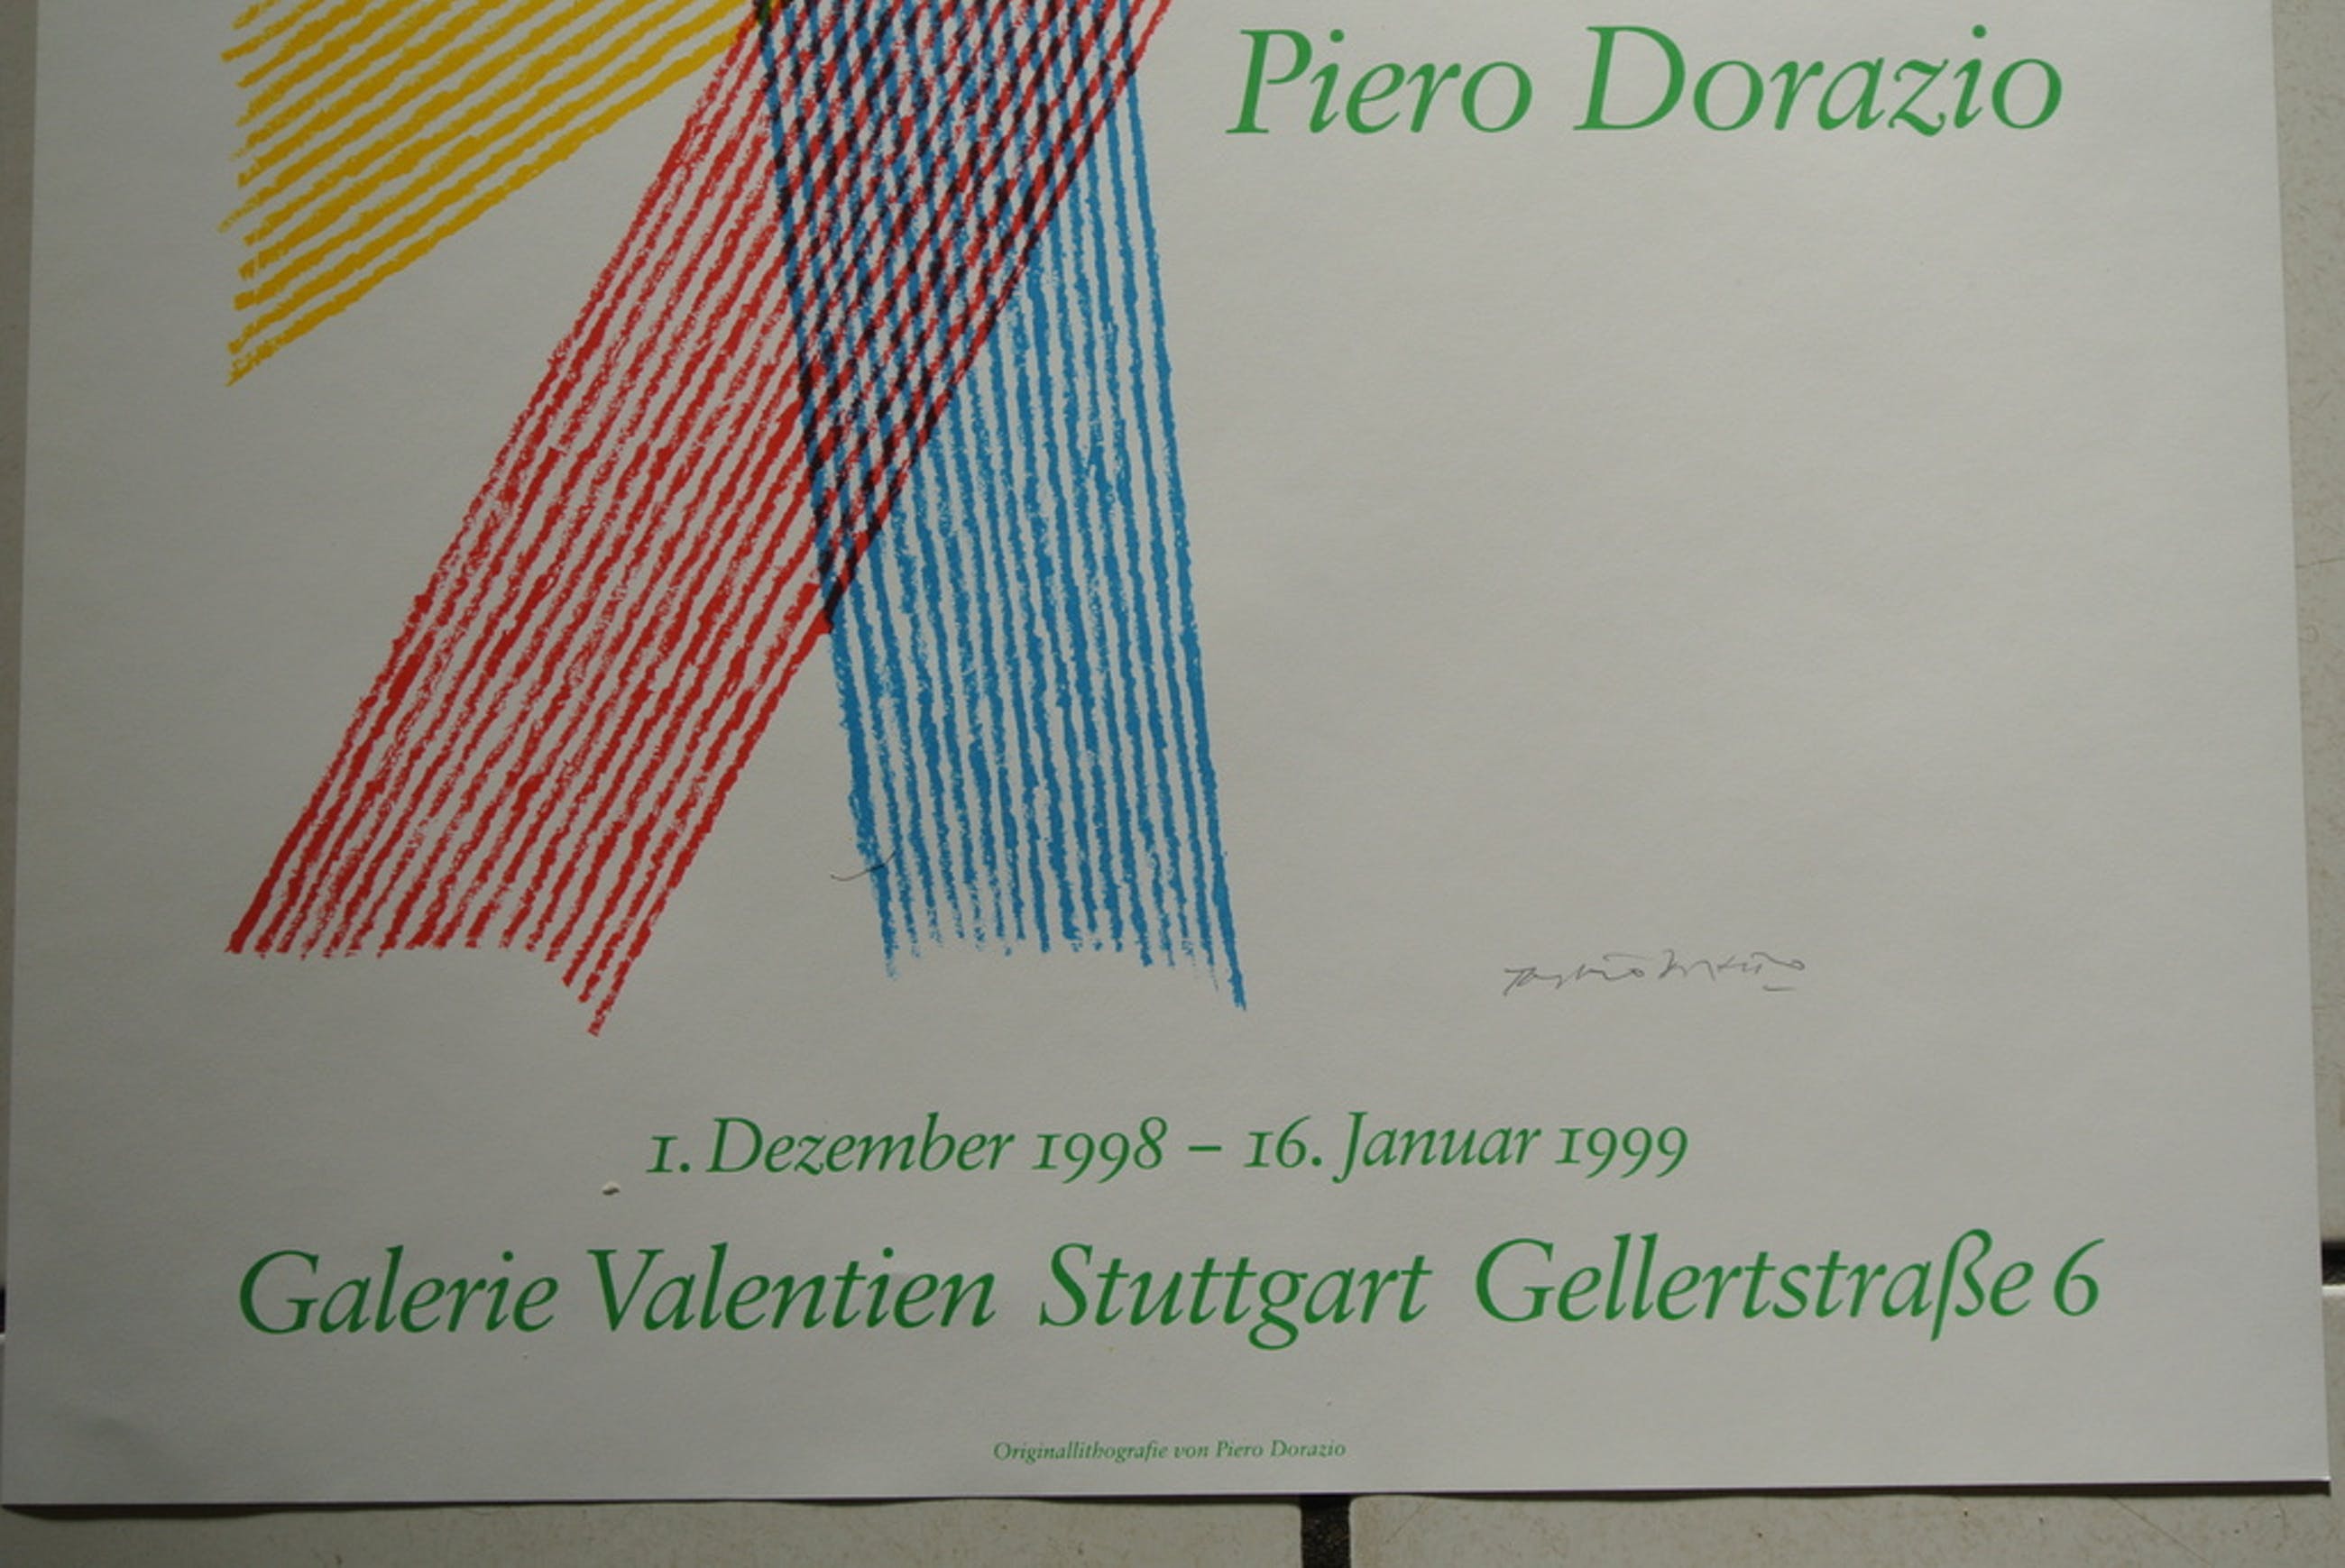 Piero Dorazio
1. Dezember 1998 – 16. Januar 1999
Galerie Valentien Stuttgart Gellertstraße 6
Originallithografie von Piero Dorazio